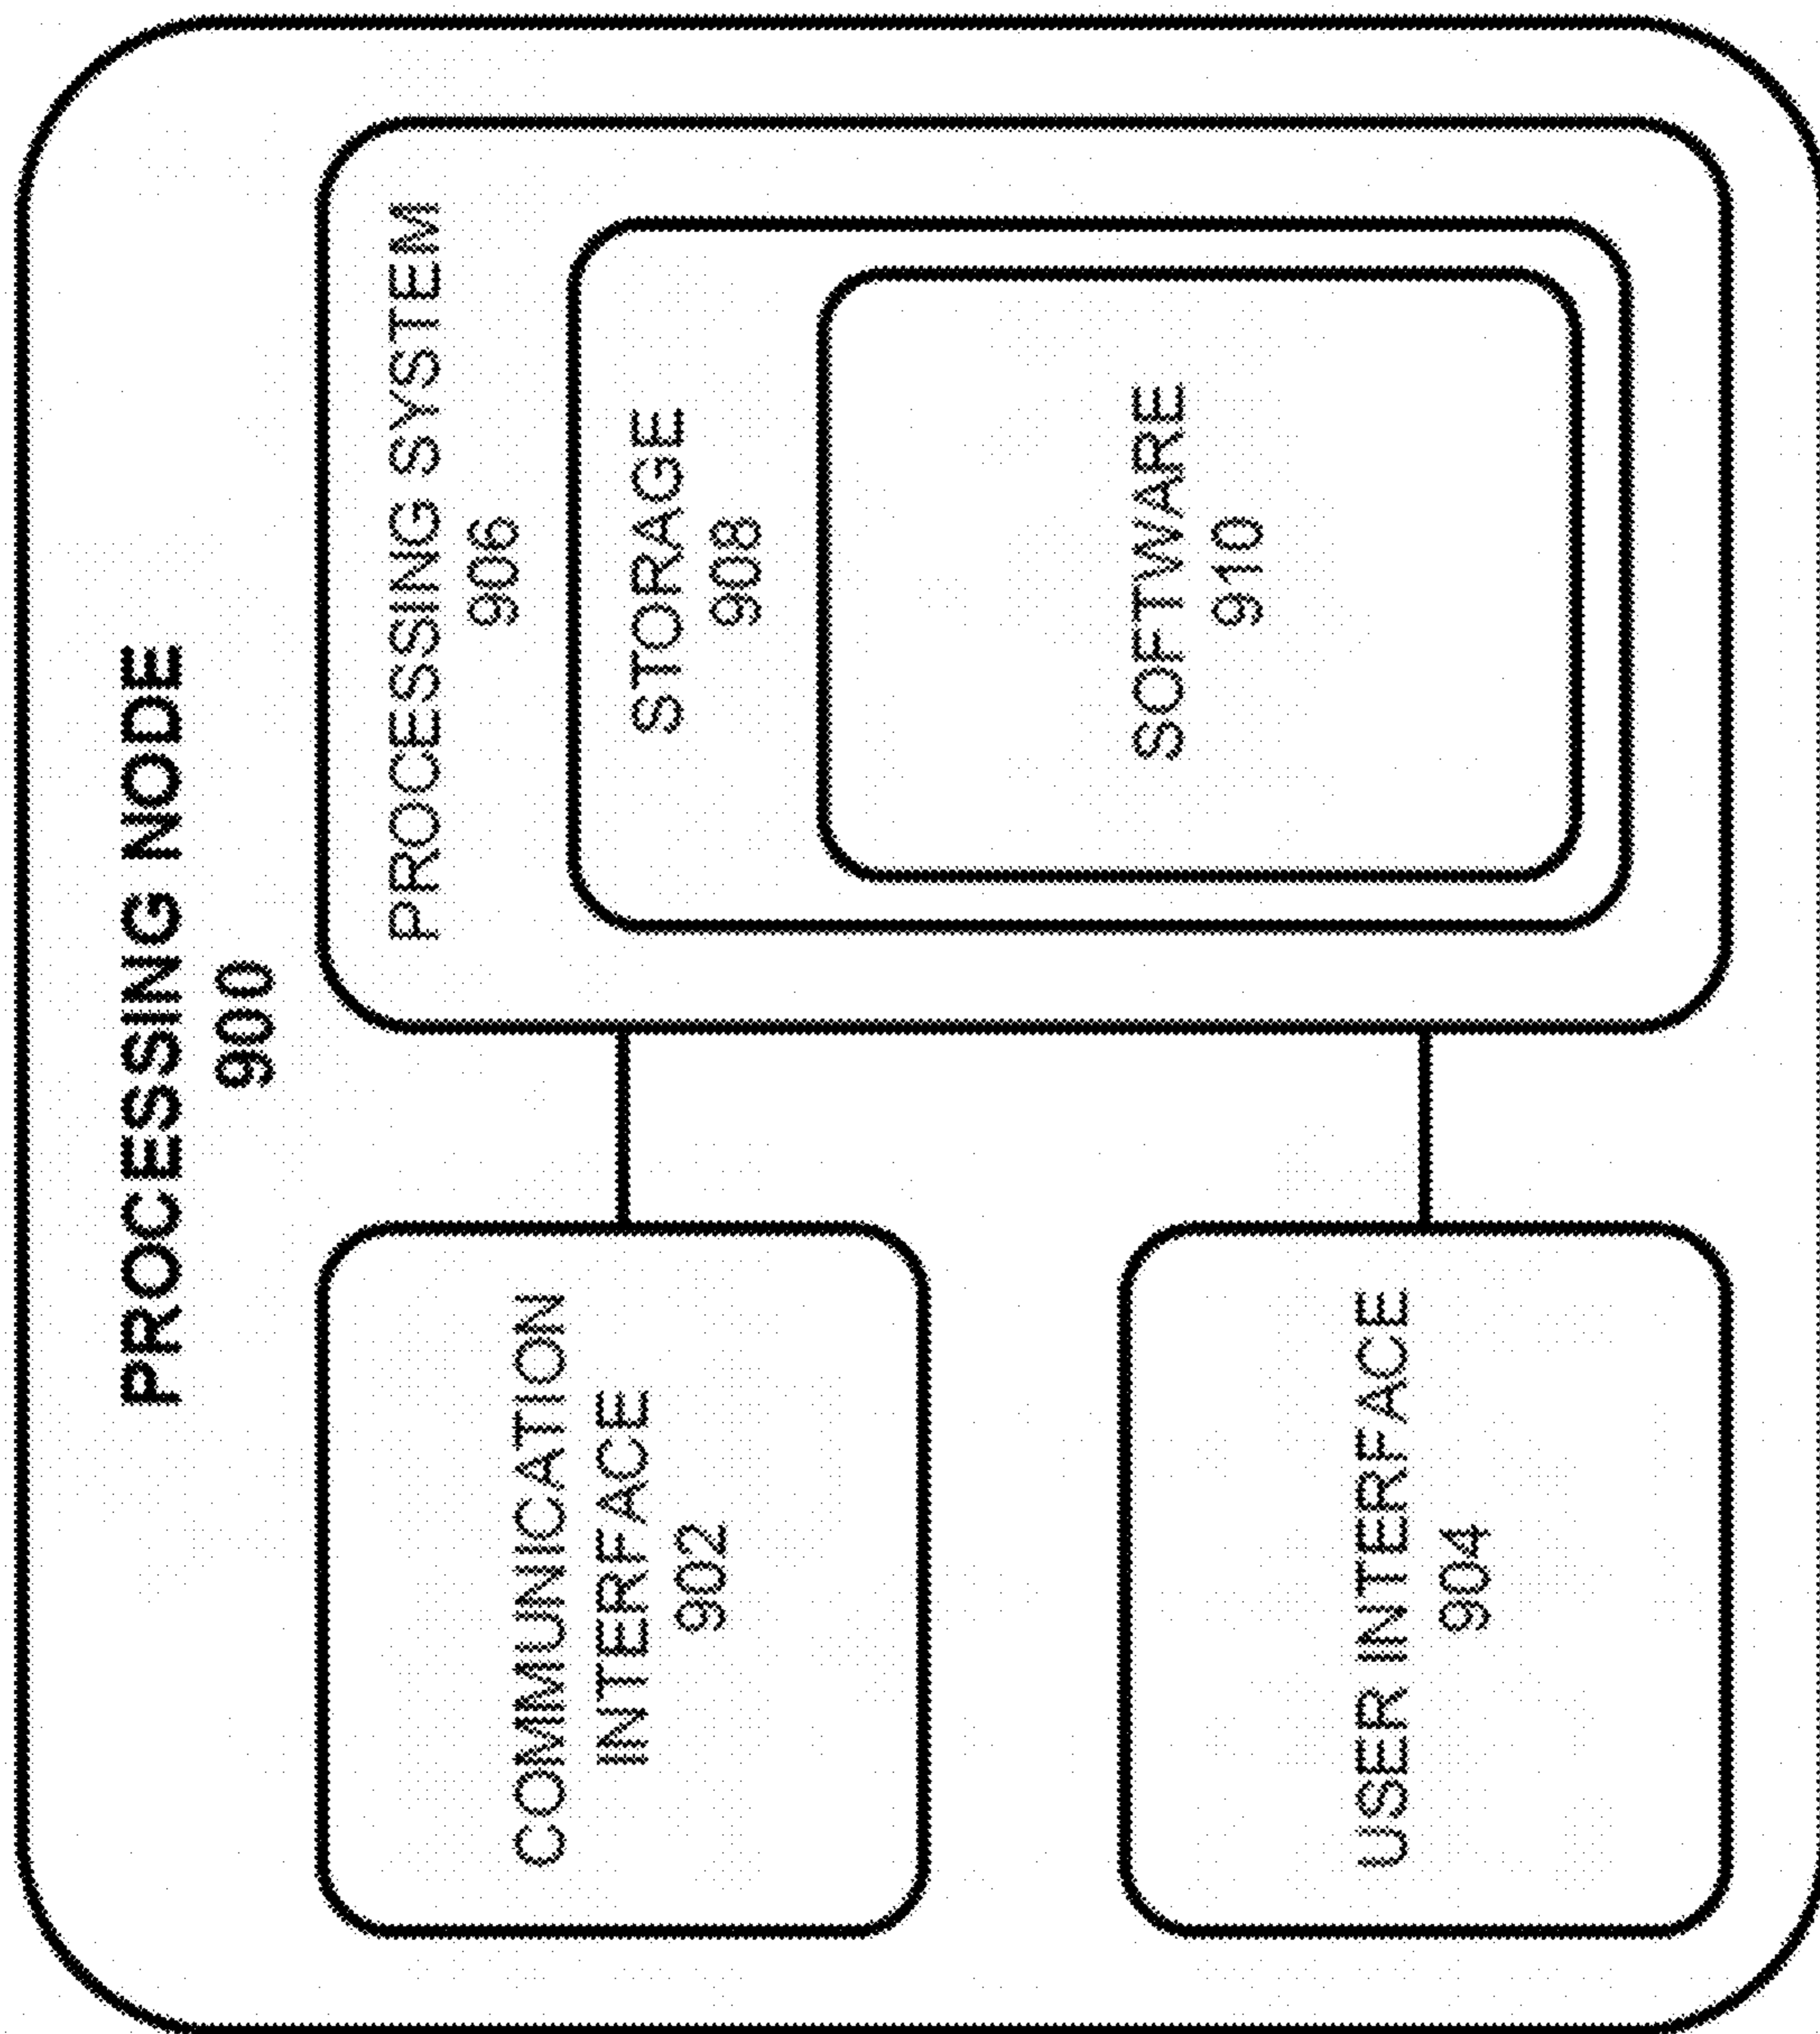 PROCESSING NODE
900
COMMUNICATION
INTERFACE
902
USER INTERFACE
904
PROCESSING SYSTEM
906
STORAGE
908
SOFTWARE
910